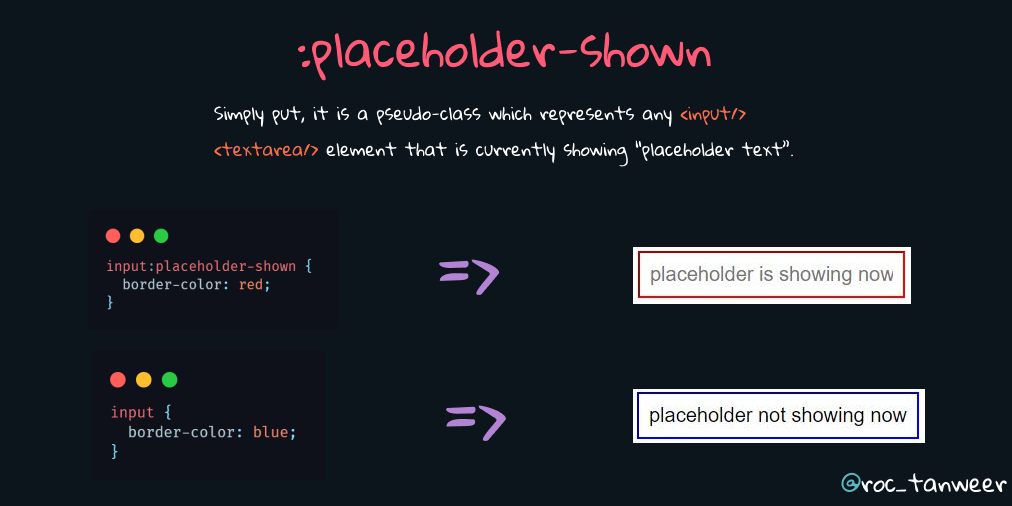 :placeholder-shown
Simply put, it is a pseudo-class which represents any <input/>
<textarea/> element that is currently showing "placeholder text".
input:placeholder-shown {
  border-color: red;
}
=>
placeholder is showing now
input {
  border-color: blue;
}
=>
placeholder not showing now
@roc_tanweer